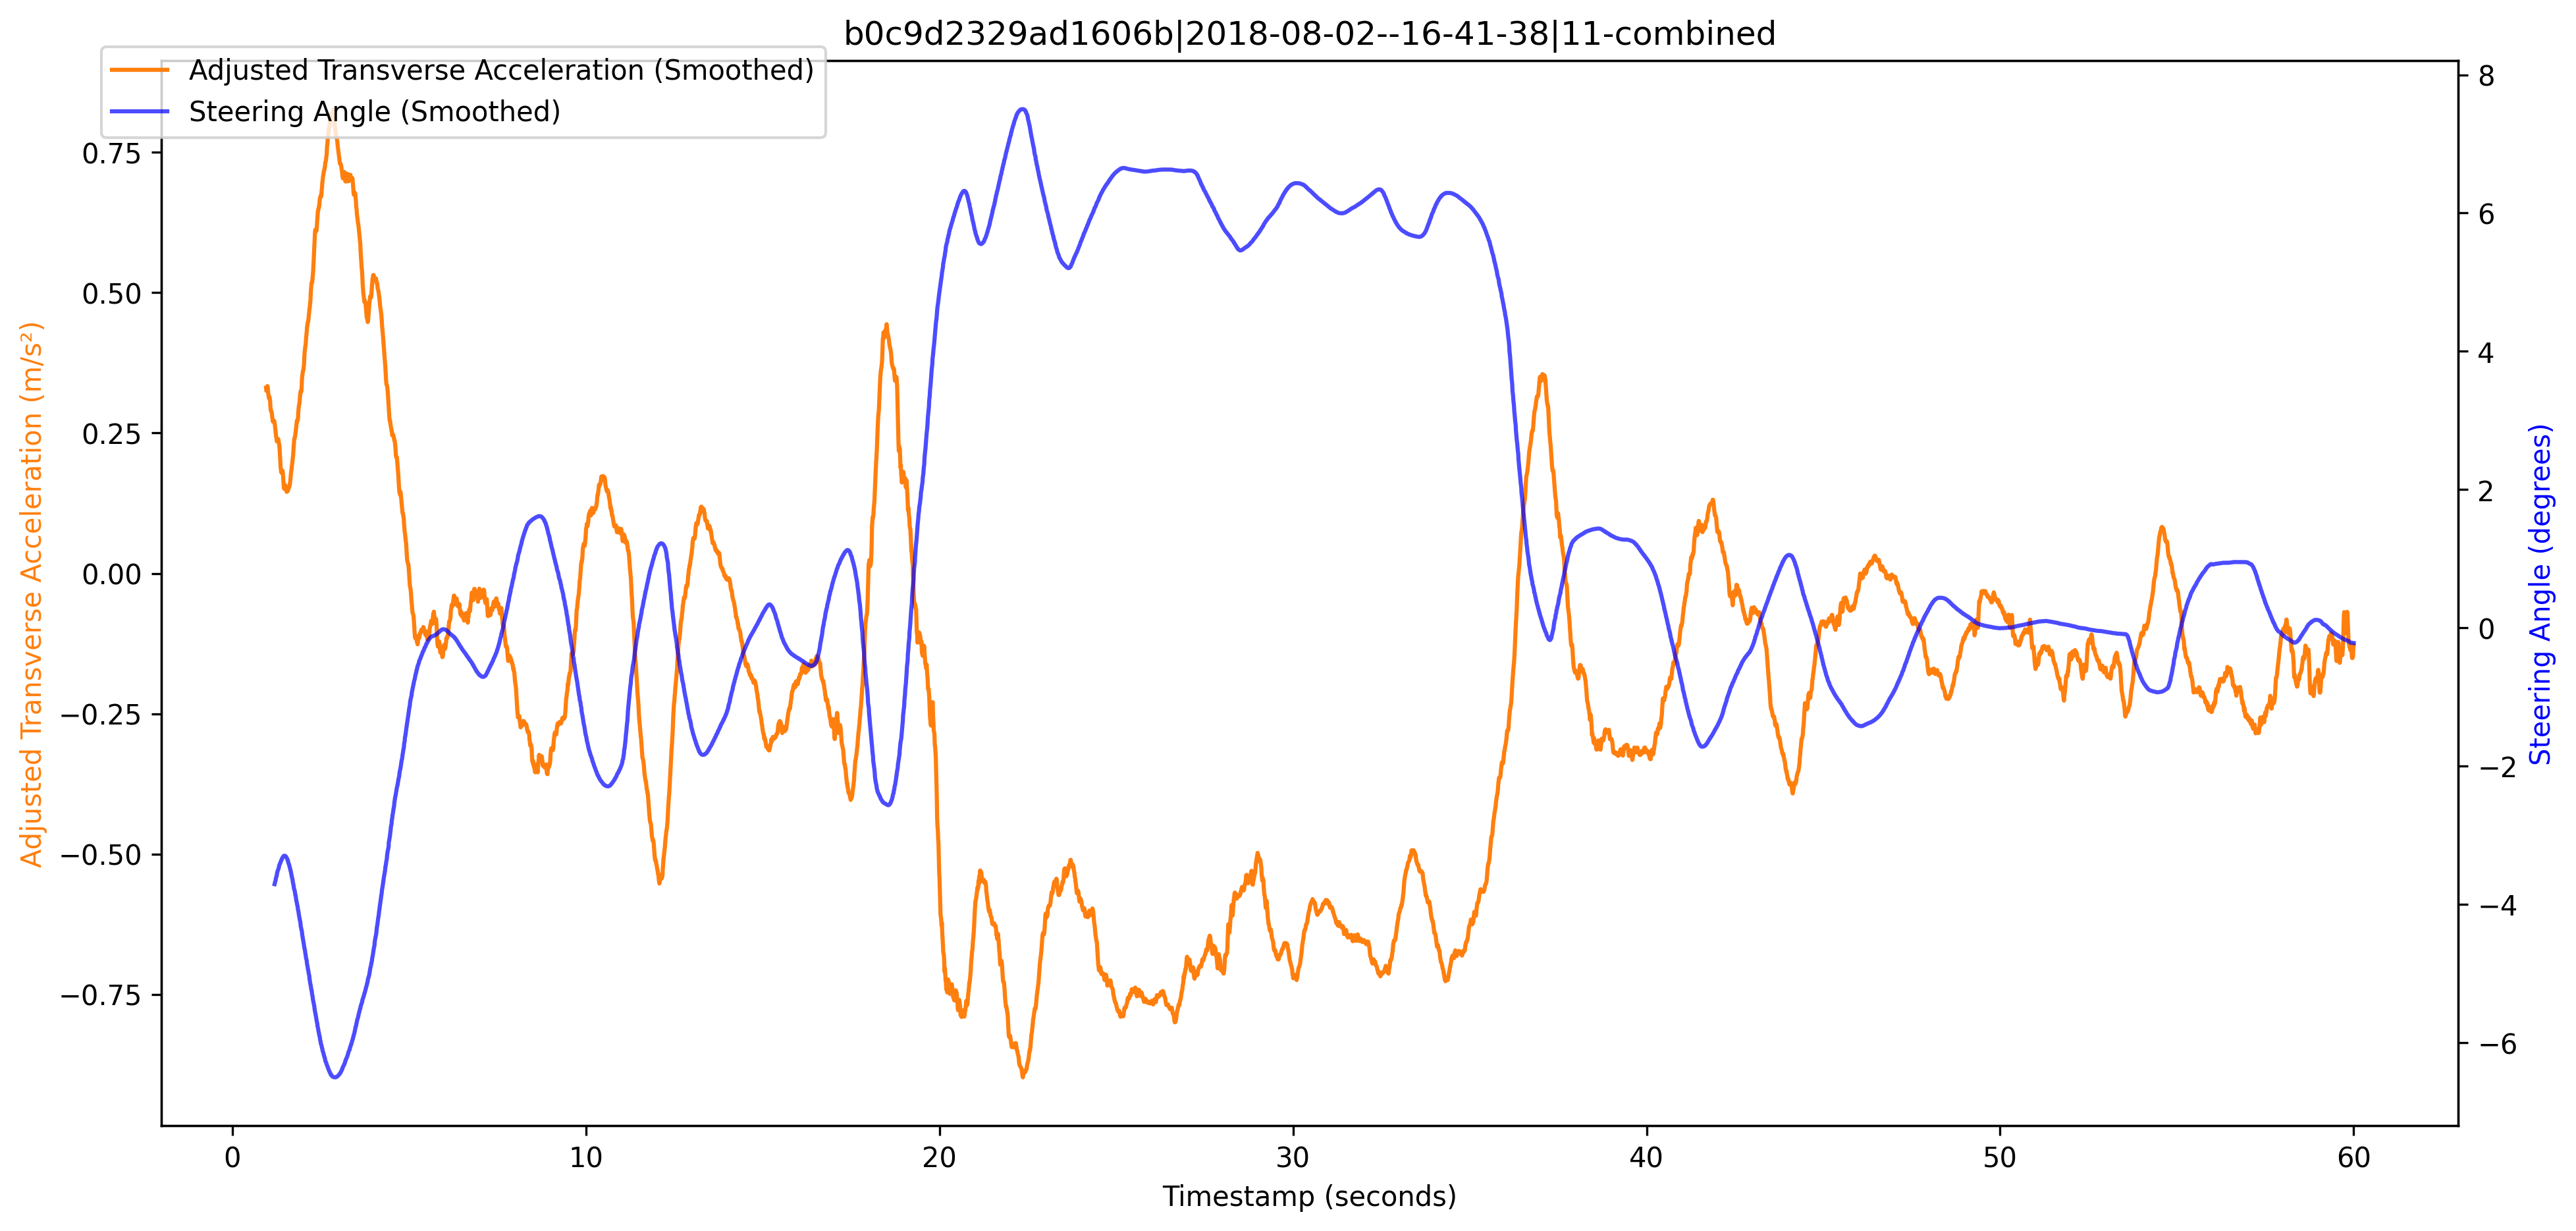 b0c9d2329ad1606b|2018-08-02--16-41-38|11-combined
Adjusted Transverse Acceleration (Smoothed)
Steering Angle (Smoothed)
Adjusted Transverse Acceleration (m/s²)
0.75
0.50
0.25
0.00
−0.25
−0.50
−0.75
8
6
4
2
0
−2
−4
−6
Steering Angle (degrees)
0 10 20 30 40 50 60
Timestamp (seconds)